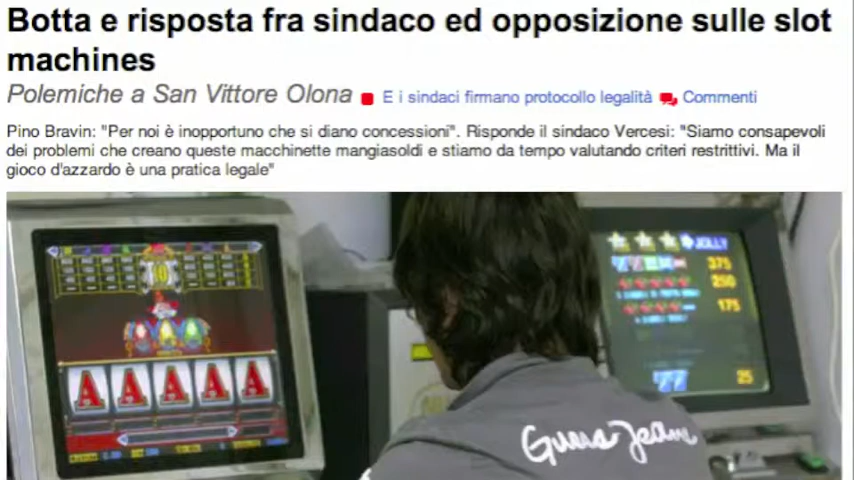 Botta e risposta fra sindaco ed opposizione sulle slot
machines
Polemiche a San Vittore Olona E i sindaci firmano protocollo legalità Commenti
Pino Bravin: "Per noi è inopportuno che si diano concessioni". Risponde il sindaco Vercesi: "Siamo consapevoli
dei problemi che creano queste macchinette mangiasoldi e stiamo da tempo valutando criteri restrittivi. Ma il
gioco d'azzardo è una pratica legale"
A A A A A
JOLLY
375
250
175
25
Guess Jeans